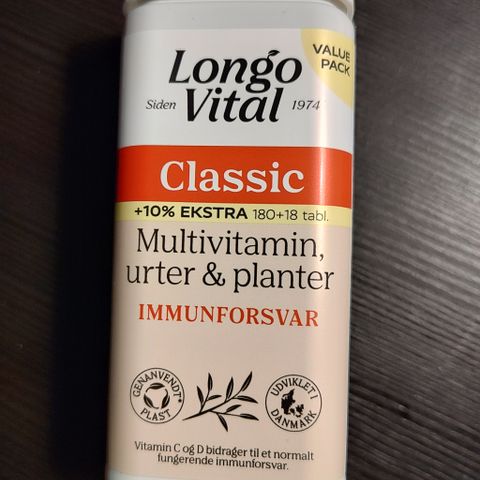 Longo
Siden Vital 1974
VALUE
PACK
Classic
+10% EKSTRA 180+18 tabl.
Multivitamin,
urter & planter
IMMUNFORSVAR
GENANVENDT*
PLAST
UDVIKLET I
DANMARK
Vitamin C og D bidrager til et normalt
fungerende immunforsvar.